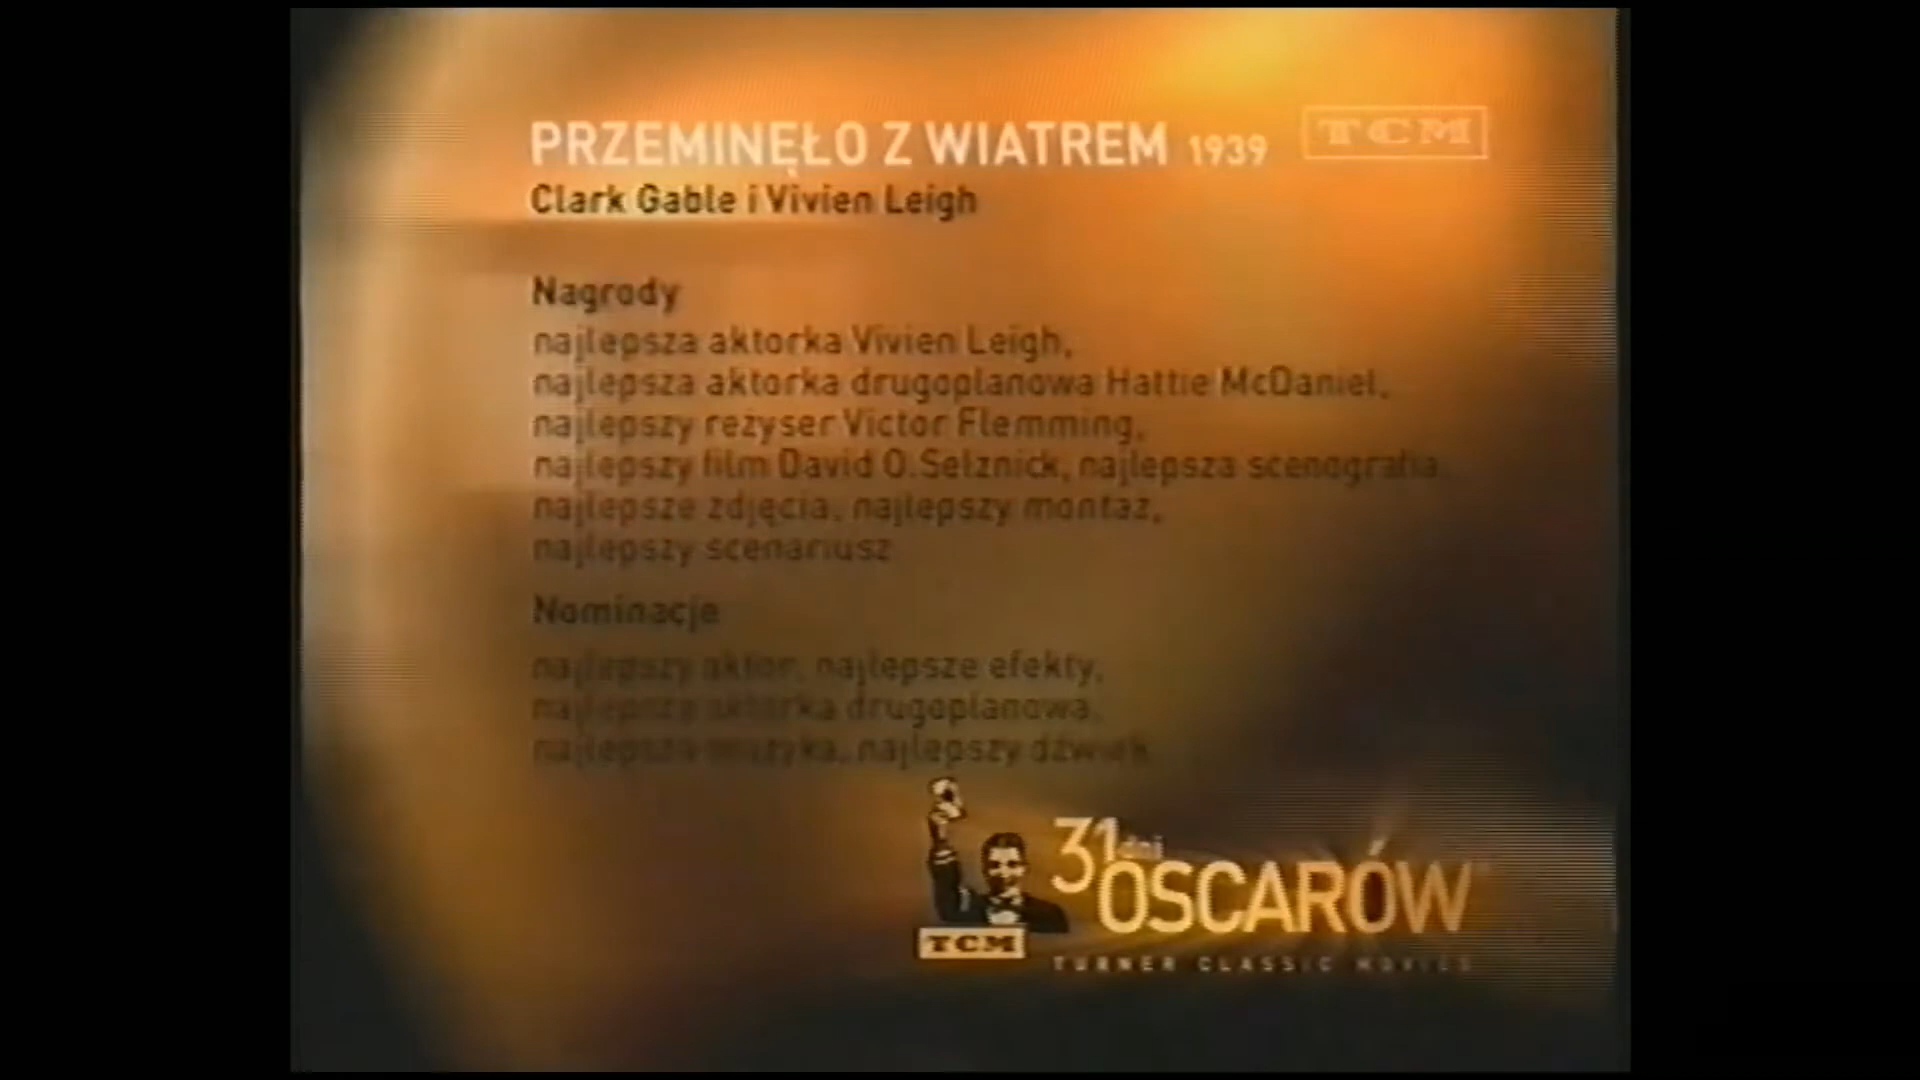 PRZEMINĘŁO Z WIATREM 1939
TCM
Clark Gable i Vivien Leigh
Nagrody
najlepsza aktorka Vivien Leigh,
najlepsza aktorka drugoplanowa Hattie McDaniel,
najlepszy reżyser Victor Flemming,
najlepszy film David O.Selznick, najlepsza scenografia,
najlepsze zdjęcia, najlepszy montaż,
najlepszy scenariusz
Nominacje
najlepszy aktor, najlepsze efekty,
najlepsza aktorka drugoplanowa,
najlepsza muzyka, najlepszy dźwięk
31 dni
OSCARÓW
TCM
TURNER CLASSIC MOVIES